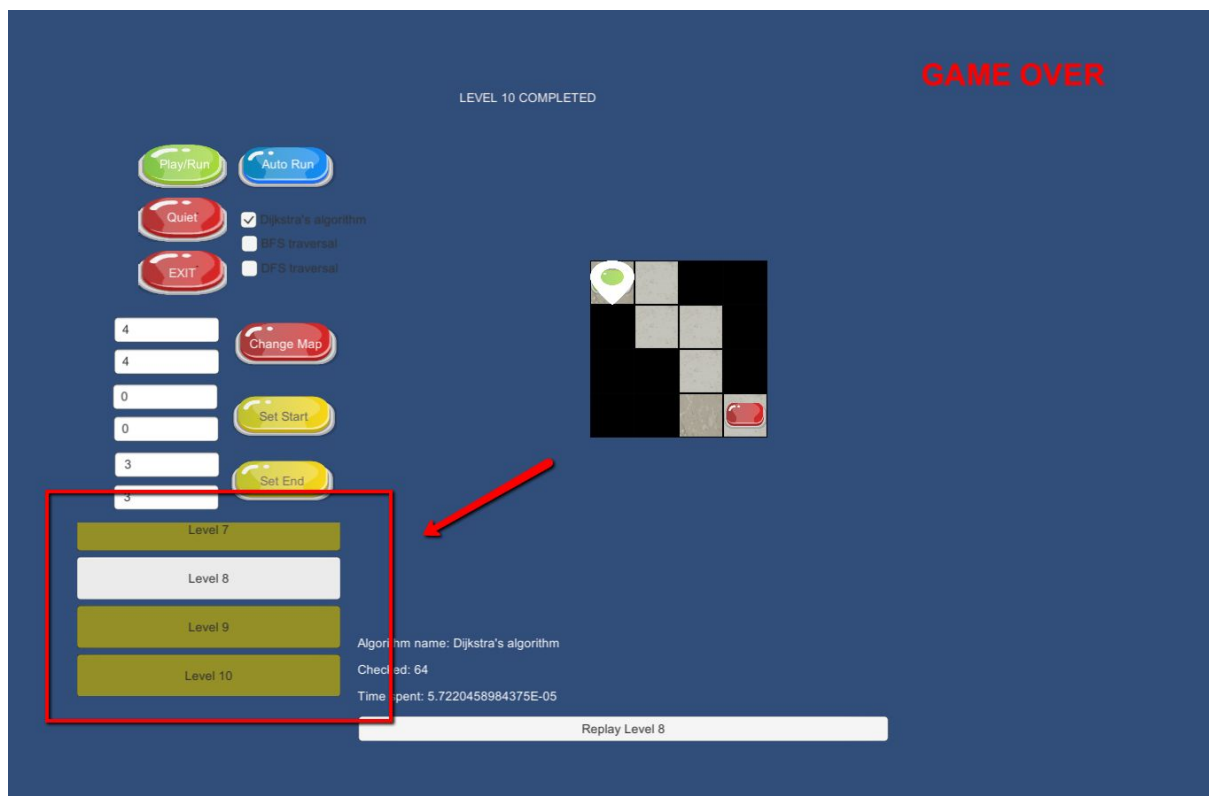 GAME OVER
LEVEL 10 COMPLETED
Play/Run
Auto Run
Quiet
Dijkstra's algorithm
BFS traversal
EXIT
DFS traversal
4
Change Map
4
0
Set Start
0
3
Set End
3
Level 7
Level 8
Level 9
Level 10
Algorithm name: Dijkstra's algorithm
Checked: 64
Time spent: 5.7220458984375E-05
Replay Level 8